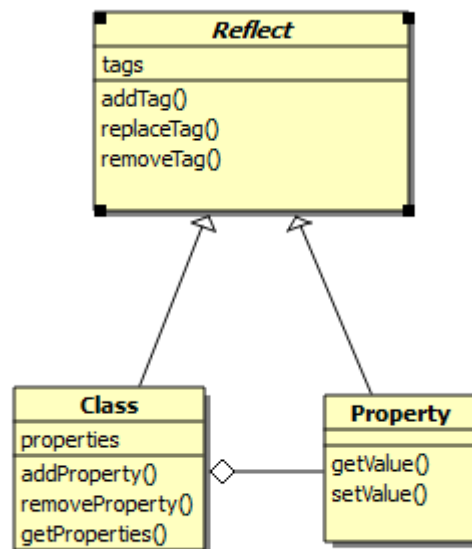 Reflect
tags
addTag()
replaceTag()
removeTag()
Class
properties
addProperty()
removeProperty()
getProperties()
Property
getValue()
setValue()